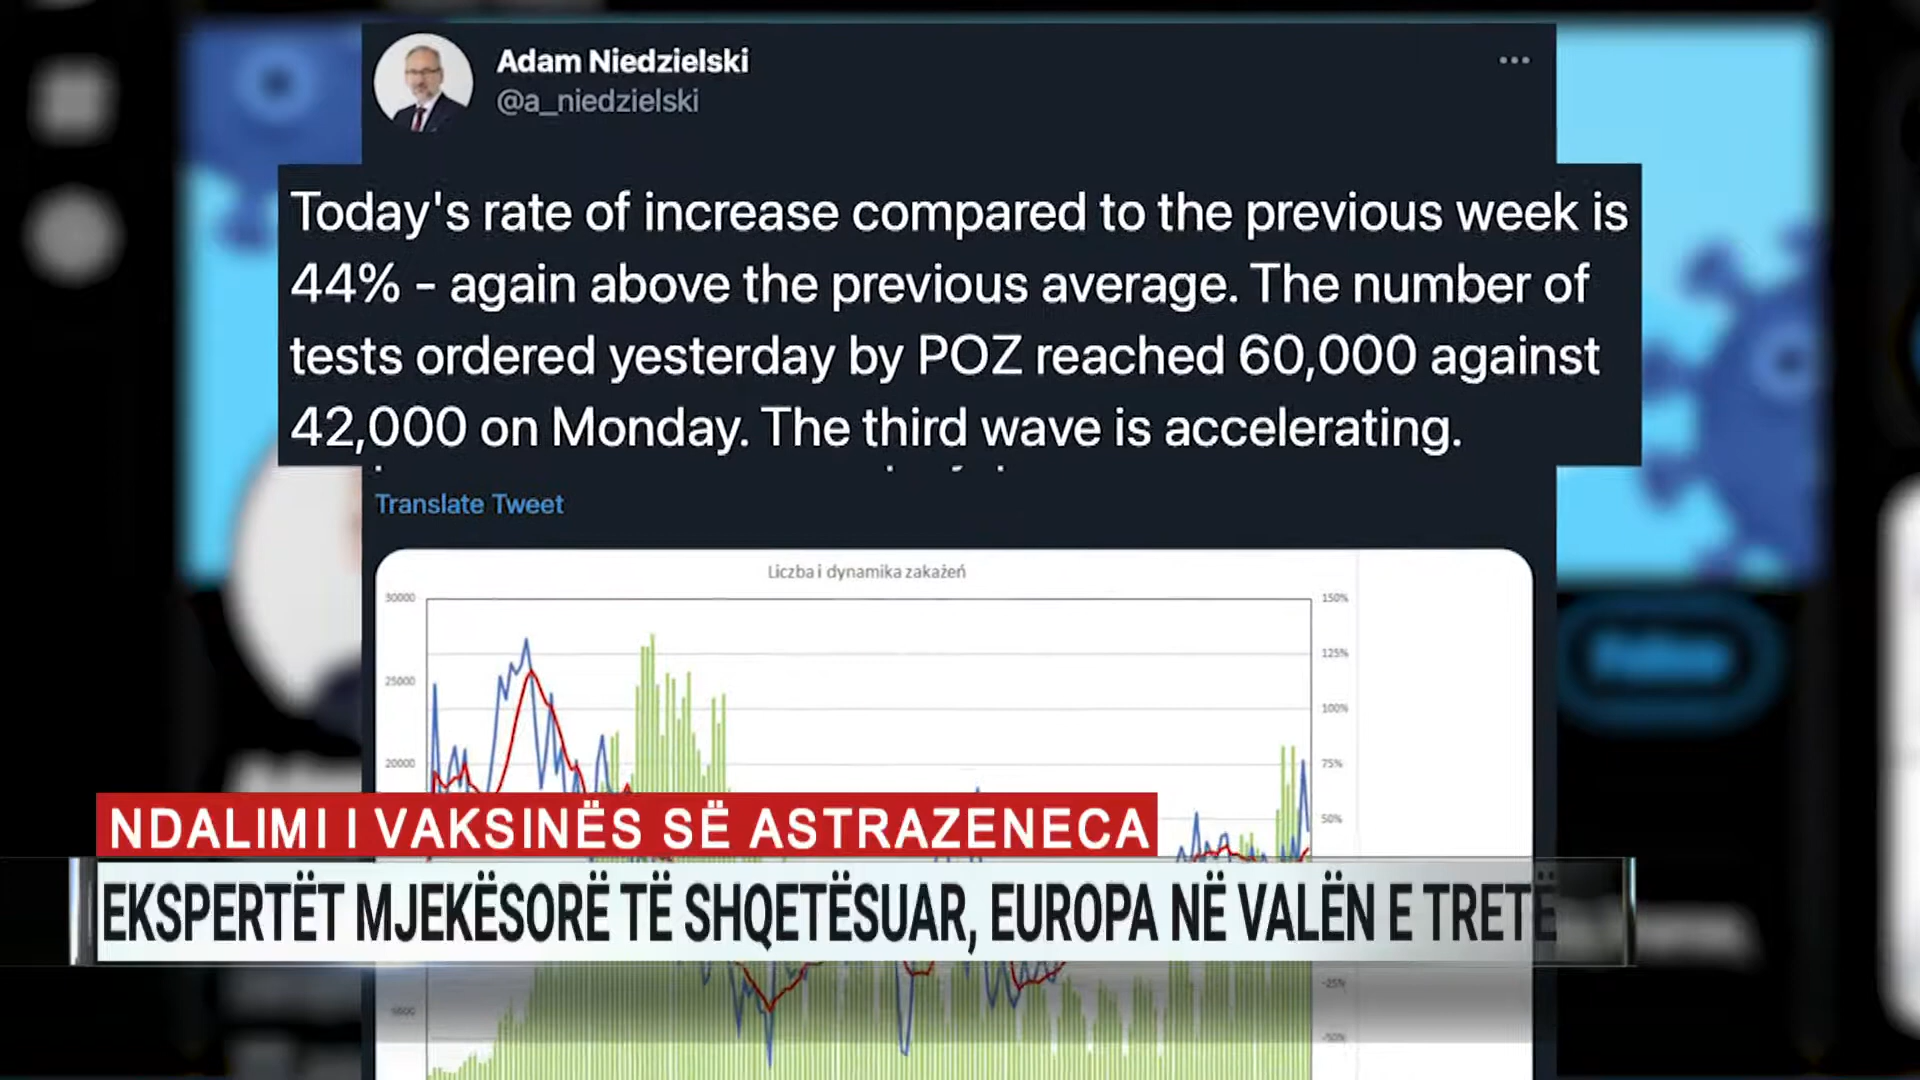 Adam Niedzielski
@a_niedzielski
Today's rate of increase compared to the previous week is
44% - again above the previous average. The number of
tests ordered yesterday by POZ reached 60,000 against
42,000 on Monday. The third wave is accelerating.
Translate Tweet
Liczba i dynamika zakażeń
30000
150%
125%
25000
100%
20000
75%
50%
NDALIMI I VAKSINËS SË ASTRAZENECA
EKSPERTËT MJEKËSORË TË SHQETËSUAR, EUROPA NË VALËN E TRETË
-25%
-50%